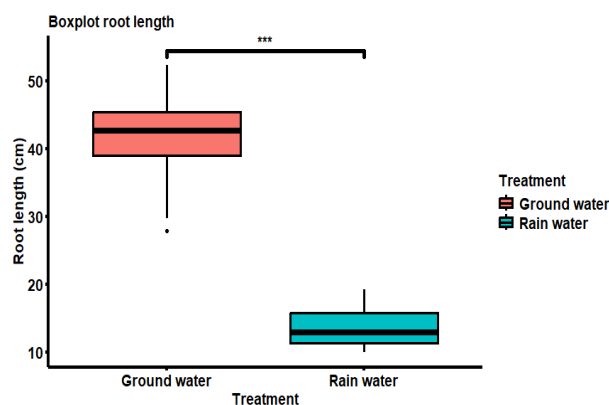 Boxplot root length
***
50
40
30
20
10
Root length (cm)
Ground water
Rain water
Treatment
Treatment
Ground water
Rain water